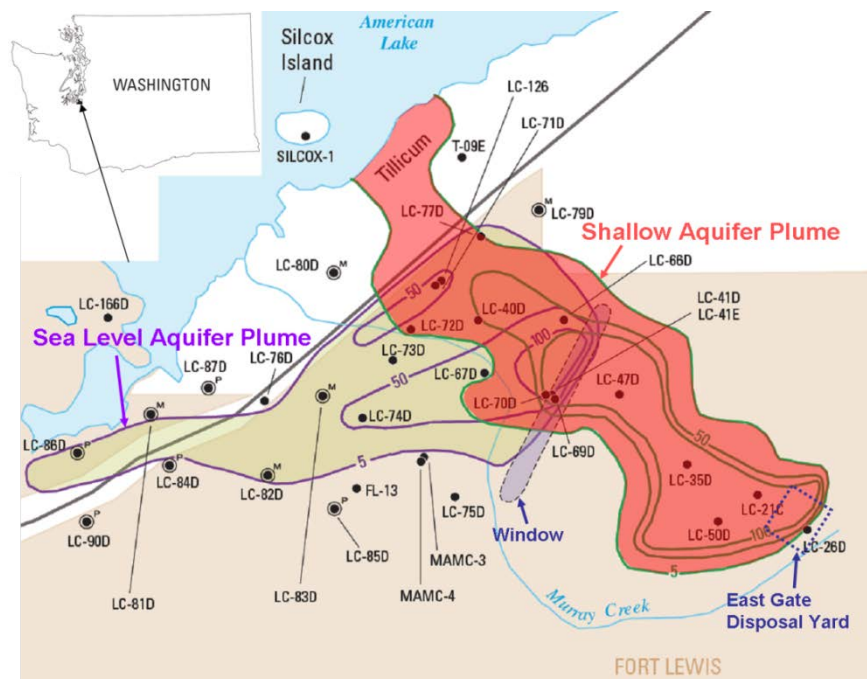 WASHINGTON
Silcox
Island
American
Lake
SILCOX-1
Tillicum
LC-126
LC-71D
T-09E
LC-77D
M
LC-79D
Shallow Aquifer Plume
LC-66D
LC-80D
M
50
LC-41D
LC-41E
LC-166D
LC-40D
LC-72D
100
Sea Level Aquifer Plume
LC-73D
LC-87D
P
LC-76D
LC-67D
50
LC-47D
M
M
LC-70D
LC-74D
50
LC-86D
P
5
LC-69D
P
LC-84D
M
LC-82D
LC-35D
FL-13
LC-21C
P
LC-75D
Window
LC-50D
100
LC-26D
LC-90D
LC-85D
MAMC-3
5
LC-81D
LC-83D
MAMC-4
Murray Creek
East Gate
Disposal Yard
FORT LEWIS